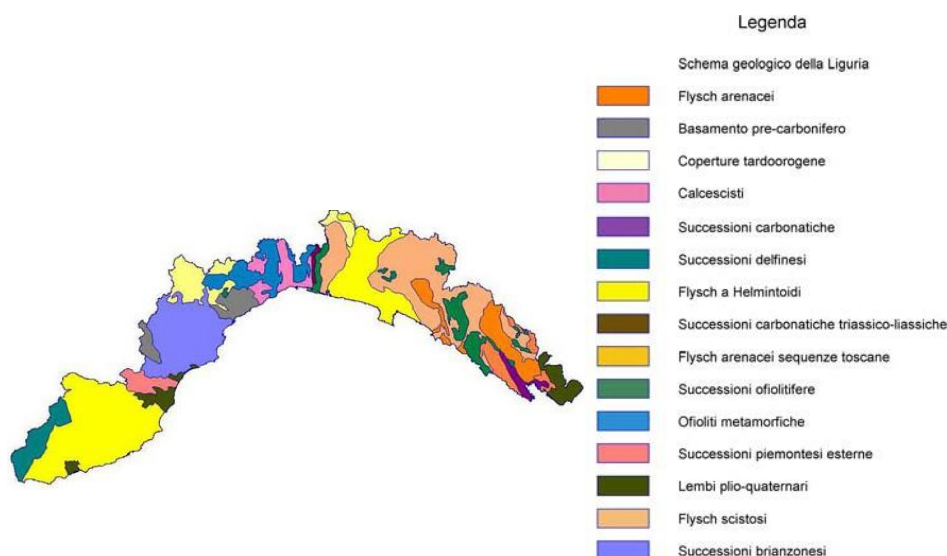 Legenda
Schema geologico della Liguria
Flysch arenacei
Basamento pre-carbonifero
Coperture tardoorogene
Calcescisti
Successioni carbonatiche
Successioni delfinesi
Flysch a Helmintoidi
Successioni carbonatiche triassico-liassiche
Flysch arenacei sequenze toscane
Successioni ofiolitifere
Ofioliti metamorfiche
Successioni piemontesi esterne
Lembi plio-quaternari
Flysch scistosi
Successioni brianzonesi